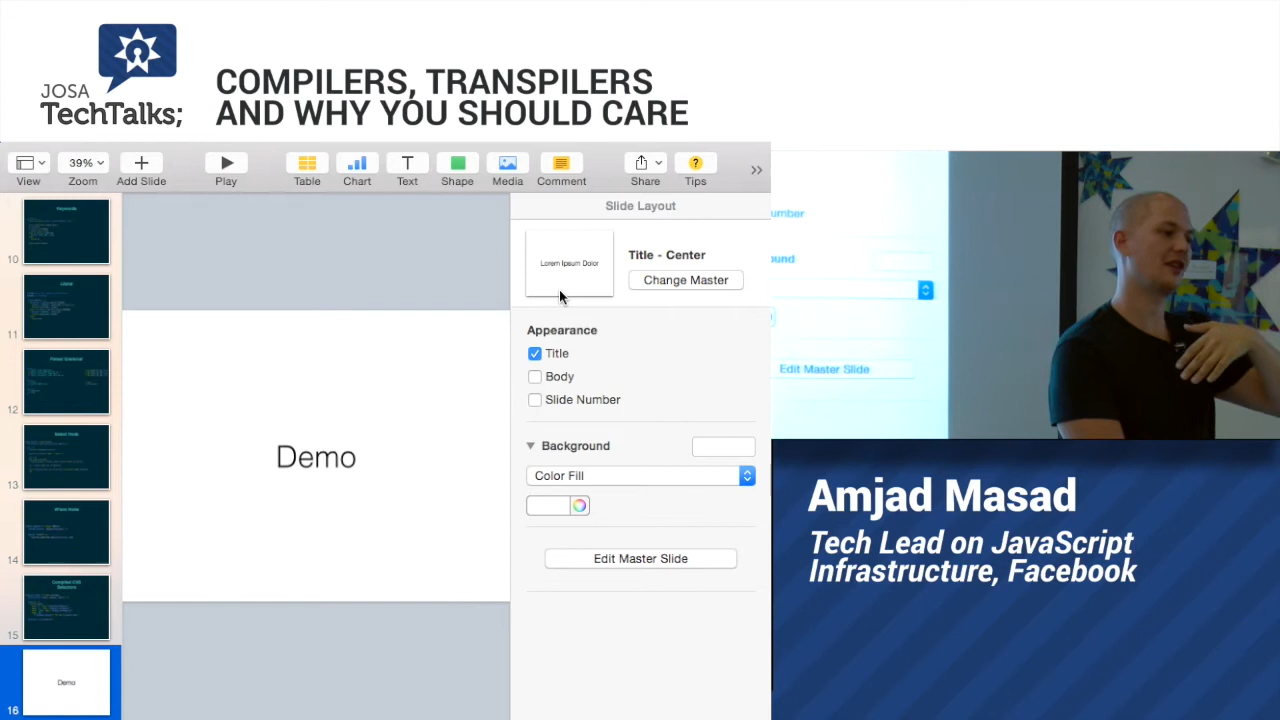 JOSA
TechTalks;
COMPILERS, TRANSPILERS
AND WHY YOU SHOULD CARE
39%
View
Zoom
Add Slide
Play
Table
Chart
Text
Shape
Media
Comment
Share
Tips
Slide Layout
Lorem Ipsum Dolor
Title - Center
Change Master
Appearance
Title
Body
Slide Number
Background
Color Fill
Edit Master Slide
Demo
Keywords
10
11
12
13
14
15
Demo
16
umber
ound
Edit Master Slide
Amjad Masad
Tech Lead on JavaScript
Infrastructure, Facebook